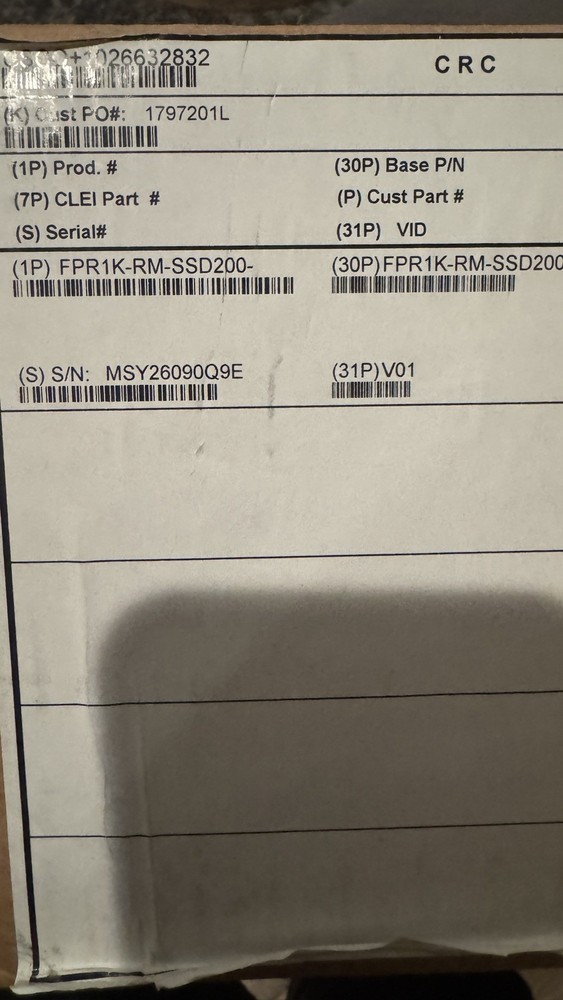 026632832
CRC
(K) Cust PO#: 1797201L
(1P) Prod. # (30P) Base P/N
(7P) CLEI Part # (P) Cust Part #
(S) Serial# (31P) VID
(1P) FPR1K-RM-SSD200- (30P)FPR1K-RM-SSD200
(S) S/N: MSY26090Q9E (31P)V01